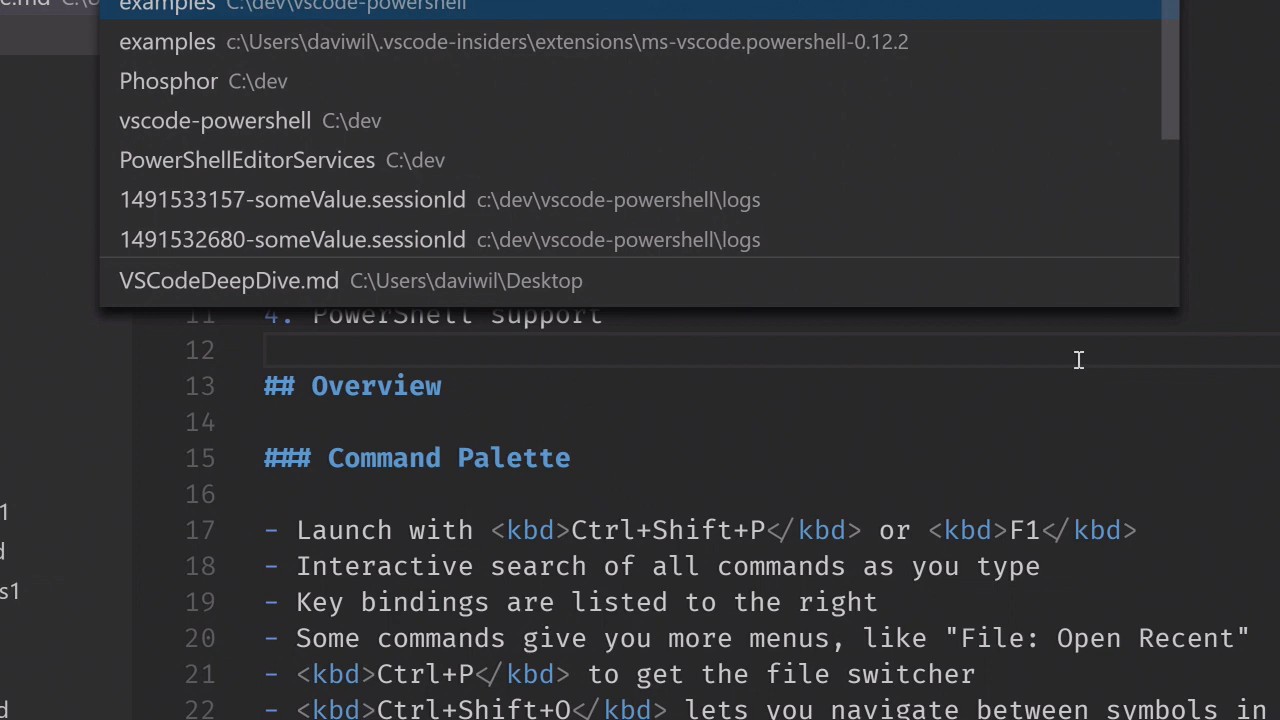 examples C:\dev\vscode-powershell
examples c:\Users\daviwil\.vscode-insiders\extensions\ms-vscode.powershell-0.12.2
Phosphor C:\dev
vscode-powershell C:\dev
PowerShellEditorServices C:\dev
1491533157-someValue.sessionId c:\dev\vscode-powershell\logs
1491532680-someValue.sessionId c:\dev\vscode-powershell\logs
VSCodeDeepDive.md C:\Users\daviwil\Desktop
11 4. PowerShell support
12
13 ## Overview
14
15 ### Command Palette
16
17 - Launch with <kbd>Ctrl+Shift+P</kbd> or <kbd>F1</kbd>
18 - Interactive search of all commands as you type
19 - Key bindings are listed to the right
1
20 - Some commands give you more menus, like "File: Open Recent"
d
21 - <kbd>Ctrl+P</kbd> to get the file switcher
s1
22 - <kbd>Ctrl+Shift+O</kbd> lets you navigate between symbols in
d